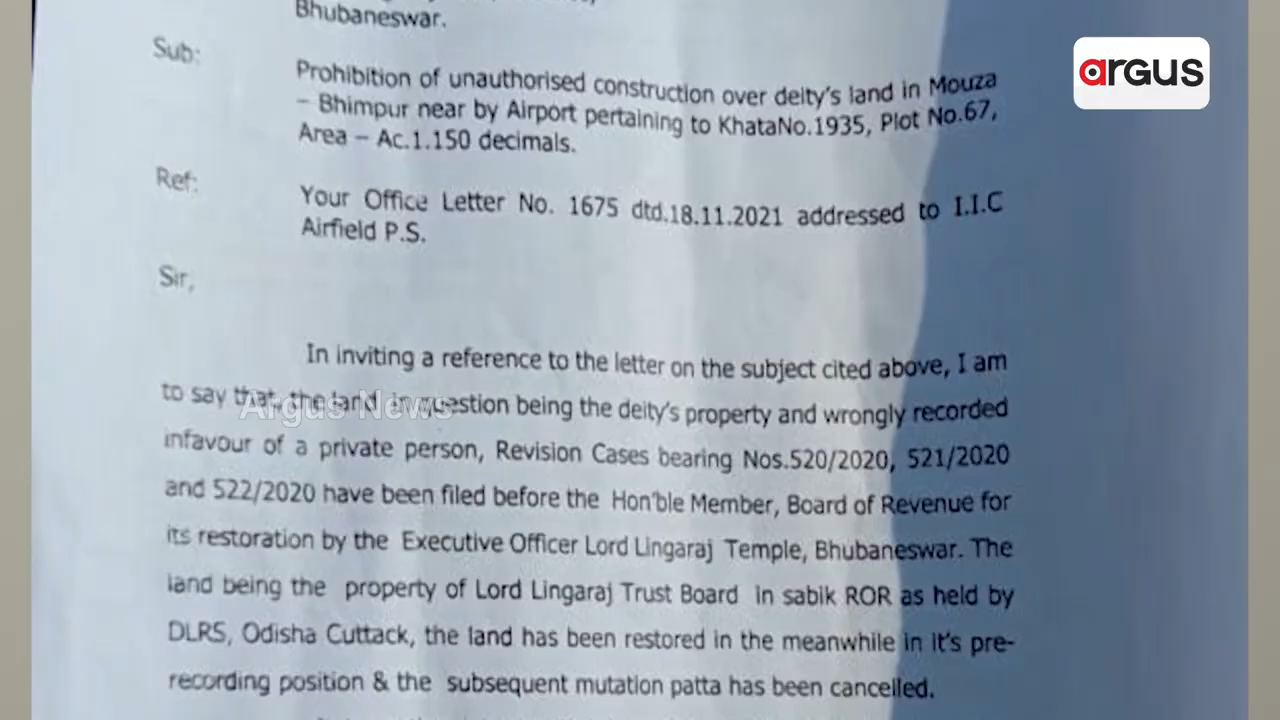 Bhubaneswar.
argus
Sub:
Prohibition of unauthorised construction over deity's land in Mouza
– Bhimpur near by Airport pertaining to KhataNo.1935, Plot No.67,
Area – Ac.1.150 decimals.
Ref:
Your Office Letter No. 1675 dtd.18.11.2021 addressed to I.I.C
Airfield P.S.
Sir,
In inviting a reference to the letter on the subject cited above, I am
to say that, the land in question being the deity's property and wrongly recorded
Argus News
infavour of a private person, Revision Cases bearing Nos.520/2020, 521/2020
and 522/2020 have been filed before the Hon'ble Member, Board of Revenue for
its restoration by the Executive Officer Lord Lingaraj Temple, Bhubaneswar. The
land being the property of Lord Lingaraj Trust Board in sabik ROR as held by
DLRS, Odisha Cuttack, the land has been restored in the meanwhile in it's pre-
recording position & the subsequent mutation patta has been cancelled.